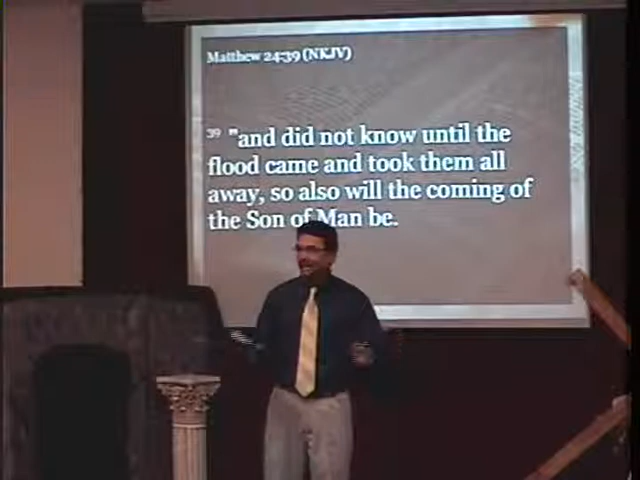 Matthew 24:39 (NKJV)
39 "and did not know until the
flood came and took them all
away, so also will the coming of
the Son of Man be.